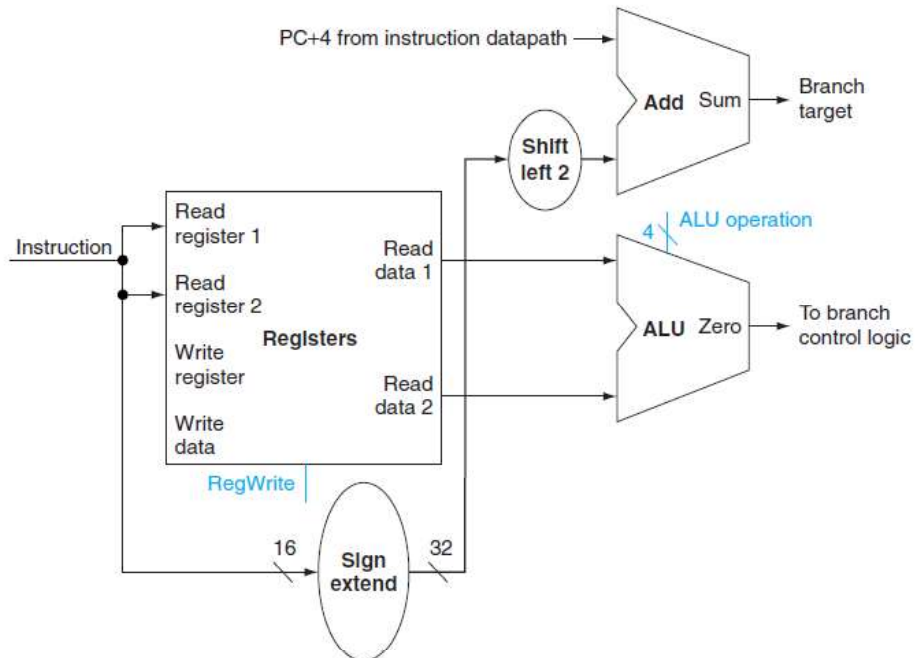 PC+4 from instruction datapath
Add Sum
Branch
target
Shift
left 2
Instruction
Read
register 1
Read
data 1
4
ALU operation
Read
register 2
Registers
ALU Zero
To branch
control logic
Write
register
Read
data 2
Write
data
RegWrite
16
Sign
extend
32